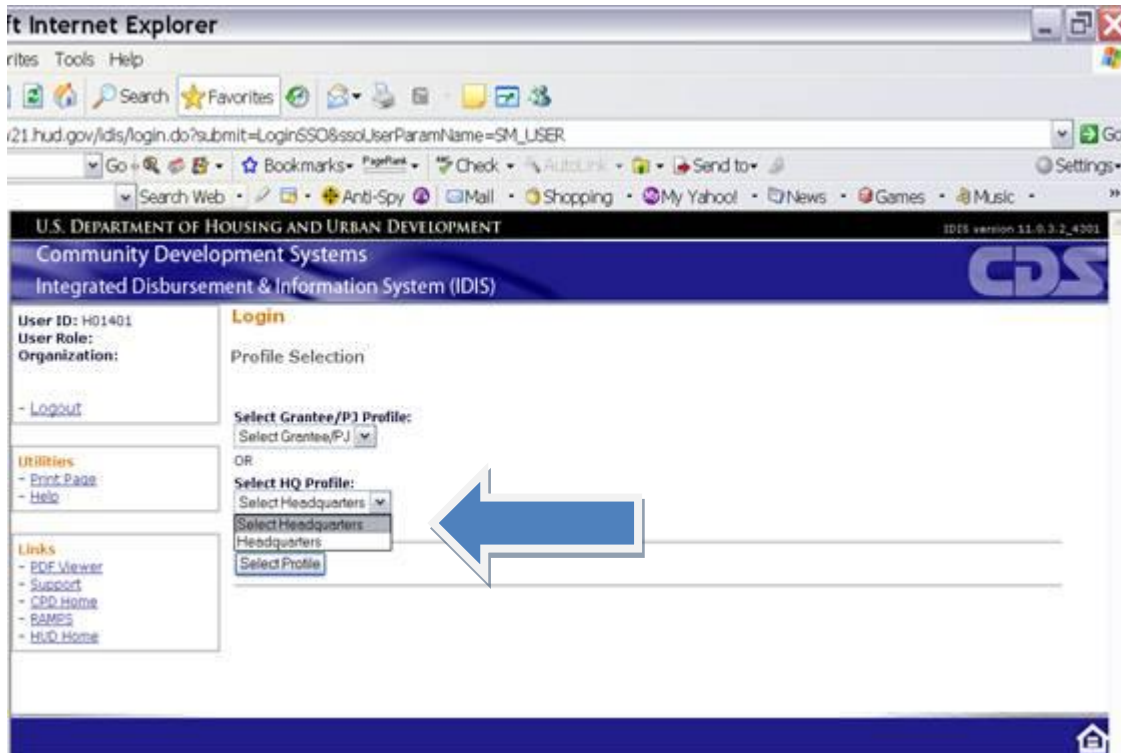 ft Internet Explorer
rites Tools Help
Search Favorites
21.hud.gov/idis/login.do?submit=LoginSSO&ssoUserParamName=SM_USER Go
Go Bookmarks PageRank Check AutoLink Send to Settings
Search Web Anti-Spy Mail Shopping My Yahoo! News Games Music »
U.S. DEPARTMENT OF HOUSING AND URBAN DEVELOPMENT IDIS version 11.0.3.2_4301
Community Development Systems
Integrated Disbursement & Information System (IDIS)
CDS
User ID: H01401
User Role:
Organization:
- Logout
Utilities
- Print Page
- Help
Links
- PDF Viewer
- Support
- CPD Home
- RAMPS
- HUD Home
Login
Profile Selection
Select Grantee/PJ Profile:
Select Grantee/PJ
OR
Select HQ Profile:
Select Headquarters
Select Headquarters
Headquarters
Select Profile